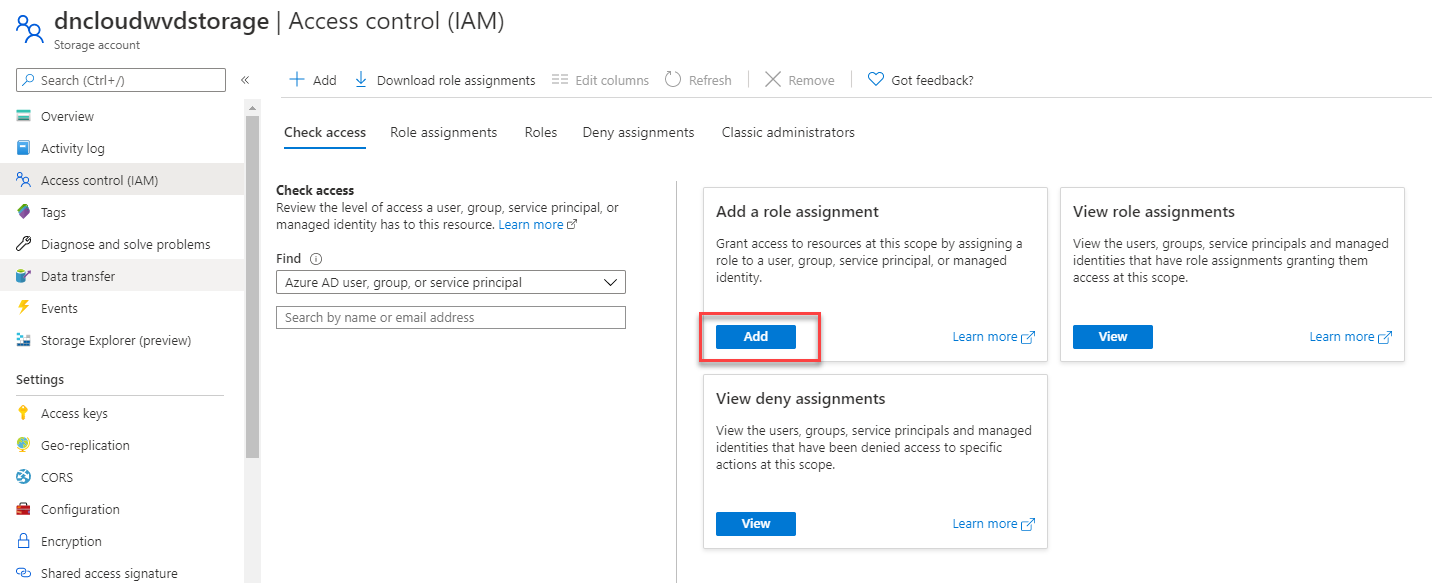 dncloudwvdstorage | Access control (IAM)
Storage account
Search (Ctrl+/)
«
Add
Download role assignments
Edit columns
Refresh
Remove
Got feedback?
Overview
Activity log
Access control (IAM)
Tags
Diagnose and solve problems
Data transfer
Events
Storage Explorer (preview)
Settings
Access keys
Geo-replication
CORS
Configuration
Encryption
Shared access signature
Check access
Role assignments
Roles
Deny assignments
Classic administrators
Check access
Review the level of access a user, group, service principal, or
managed identity has to this resource. Learn more
Find
Azure AD user, group, or service principal
Search by name or email address
Add a role assignment
Grant access to resources at this scope by assigning a
role to a user, group, service principal, or managed
identity.
Add
Learn more
View role assignments
View the users, groups, service principals and managed
identities that have role assignments granting them
access at this scope.
View
Learn more
View deny assignments
View the users, groups, service principals and managed
identities that have been denied access to specific
actions at this scope.
View
Learn more